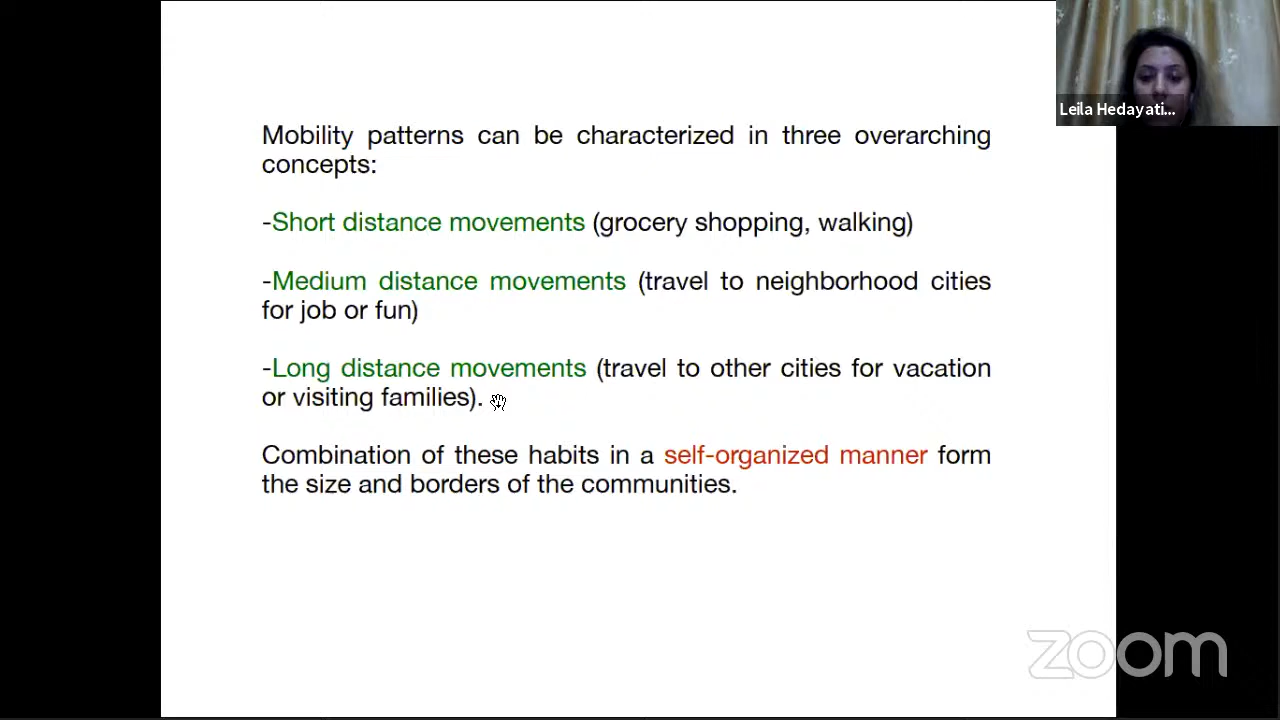 Mobility patterns can be characterized in three overarching
concepts:
-Short distance movements (grocery shopping, walking)
-Medium distance movements (travel to neighborhood cities
for job or fun)
-Long distance movements (travel to other cities for vacation
or visiting families).
Combination of these habits in a self-organized manner form
the size and borders of the communities.
Leila Hedayati...
zoom